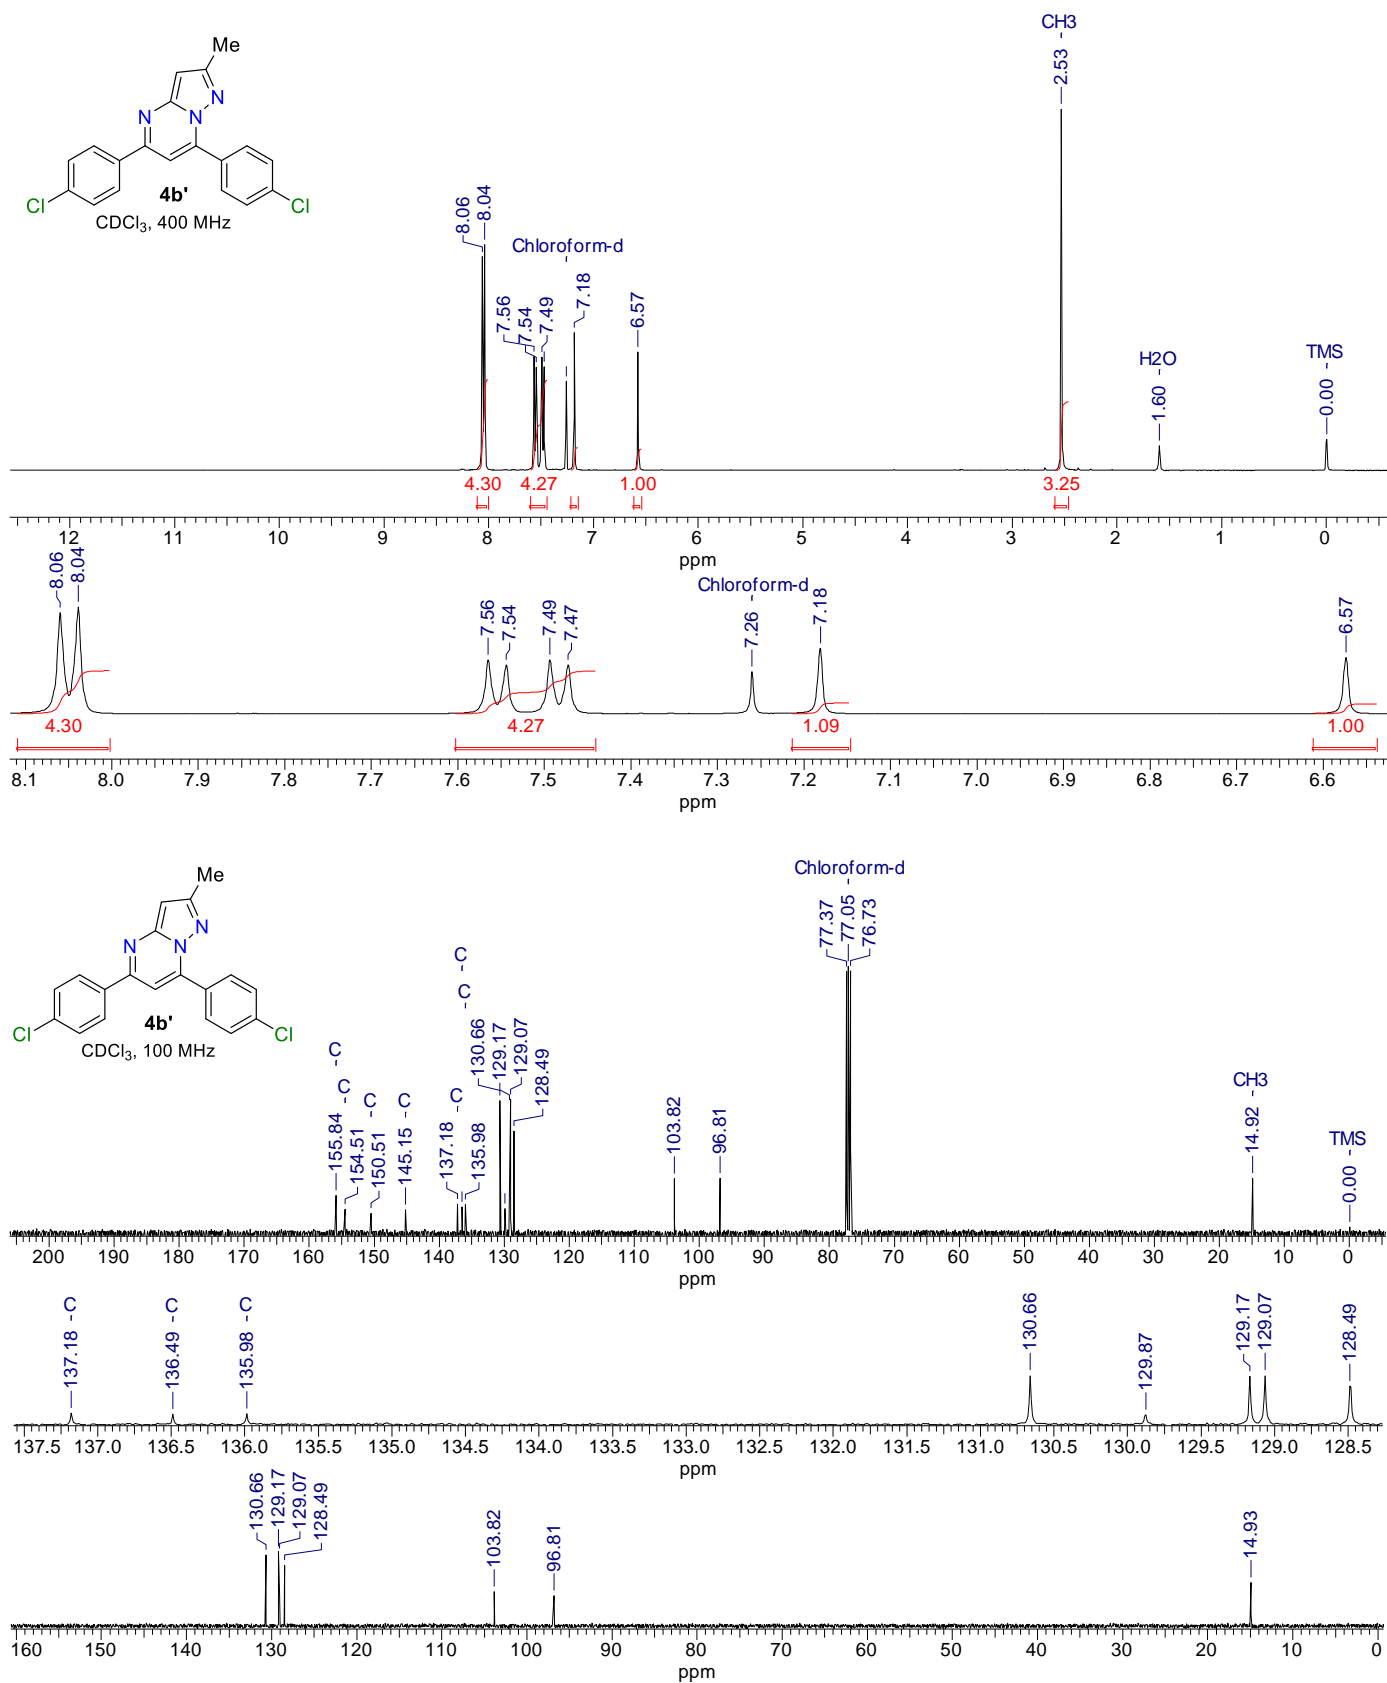 CH3
2.53
Me
N
N
N
Cl
Cl
4b'
CDCl3, 400 MHz
8.06
8.04
Chloroform-d
7.56
7.54
7.49
7.18
6.57
H2O
1.60
TMS
0.00
4.30 4.27 1.00 3.25
12 11 10 9 8 7 6 5 4 3 2 1 0
ppm
8.06
8.04
7.56
7.54
7.49
7.47
Chloroform-d
7.26
7.18
6.57
4.30 4.27 1.09 1.00
8.1 8.0 7.9 7.8 7.7 7.6 7.5 7.4 7.3 7.2 7.1 7.0 6.9 6.8 6.7 6.6
ppm
Me
N
N
N
Cl
Cl
4b'
CDCl3, 100 MHz
Chloroform-d
77.37
77.05
76.73
C
155.84
C
154.51
C
150.51
C
145.15
C
137.18
C
C
135.98
130.66
129.17
129.07
128.49
103.82
96.81
CH3
14.92
TMS
0.00
200 190 180 170 160 150 140 130 120 110 100 90 80 70 60 50 40 30 20 10 0
ppm
137.18 - C
136.49 - C
135.98 - C
130.66
129.87
129.17
129.07
128.49
137.5 137.0 136.5 136.0 135.5 135.0 134.5 134.0 133.5 133.0 132.5 132.0 131.5 131.0 130.5 130.0 129.5 129.0 128.5
ppm
130.66
129.17
129.07
128.49
103.82
96.81
14.93
160 150 140 130 120 110 100 90 80 70 60 50 40 30 20 10 0
ppm